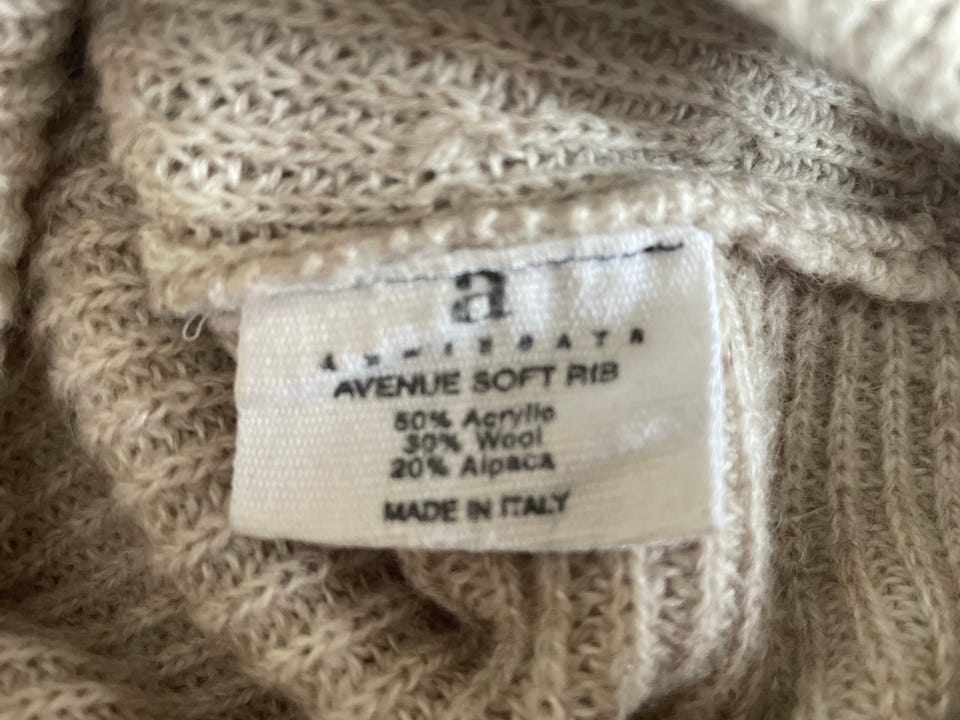 a
AVENUE SOFT RIB
50% Acrylic
30% Wool
20% Alpaca
MADE IN ITALY